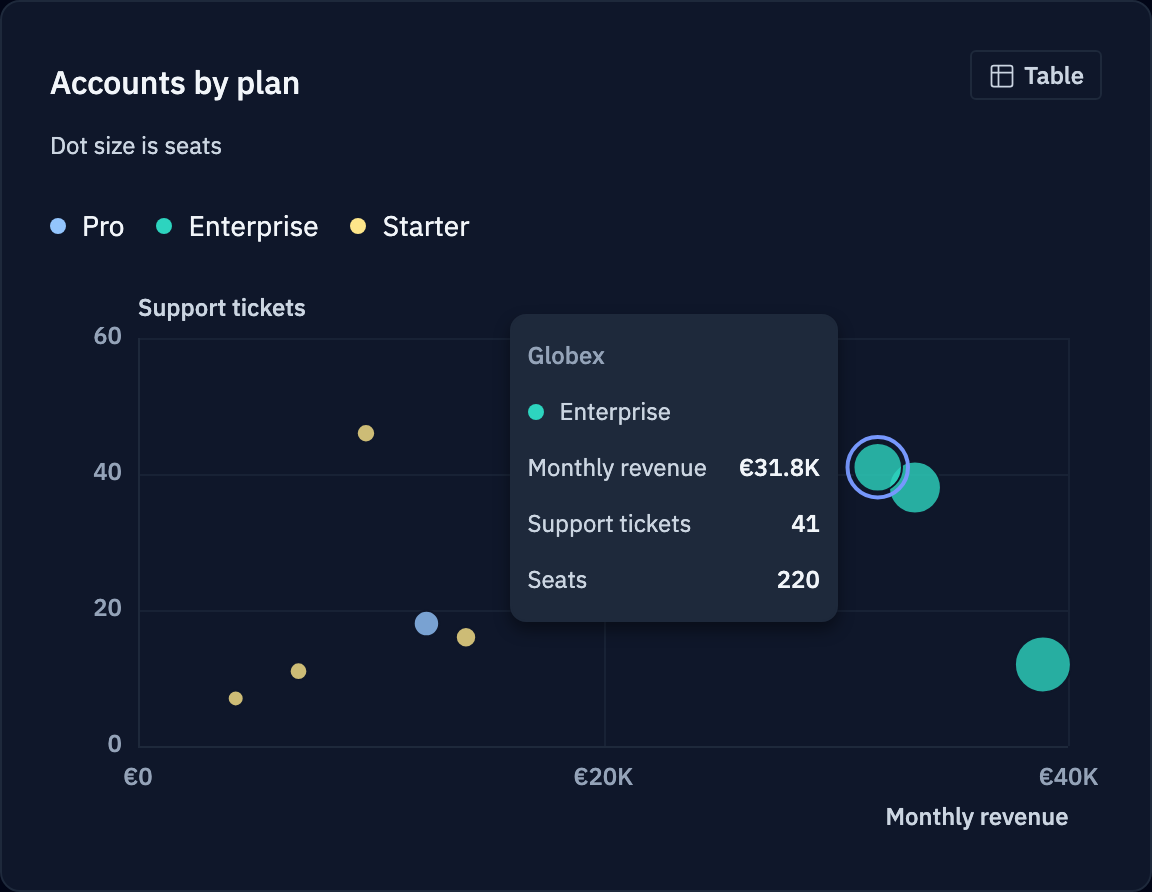 Accounts by plan
Table
Dot size is seats
Pro
Enterprise
Starter
Support tickets
60
40
20
0
Globex
Enterprise
Monthly revenue €31.8K
Support tickets 41
Seats 220
€0
€20K
€40K
Monthly revenue